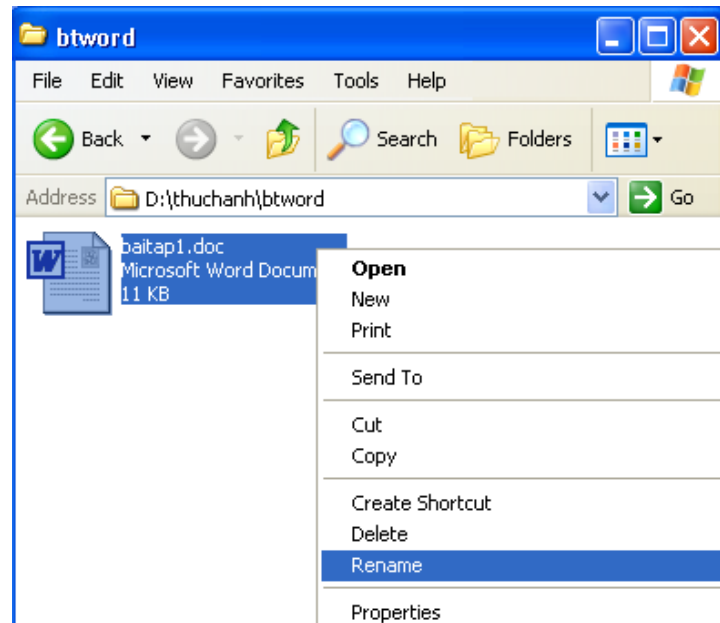 btword
File Edit View Favorites Tools Help
Back Search Folders
Address D:\thuchanh\btword Go
baitap1.doc
Microsoft Word Docum
11 KB
Open
New
Print
Send To
Cut
Copy
Create Shortcut
Delete
Rename
Properties